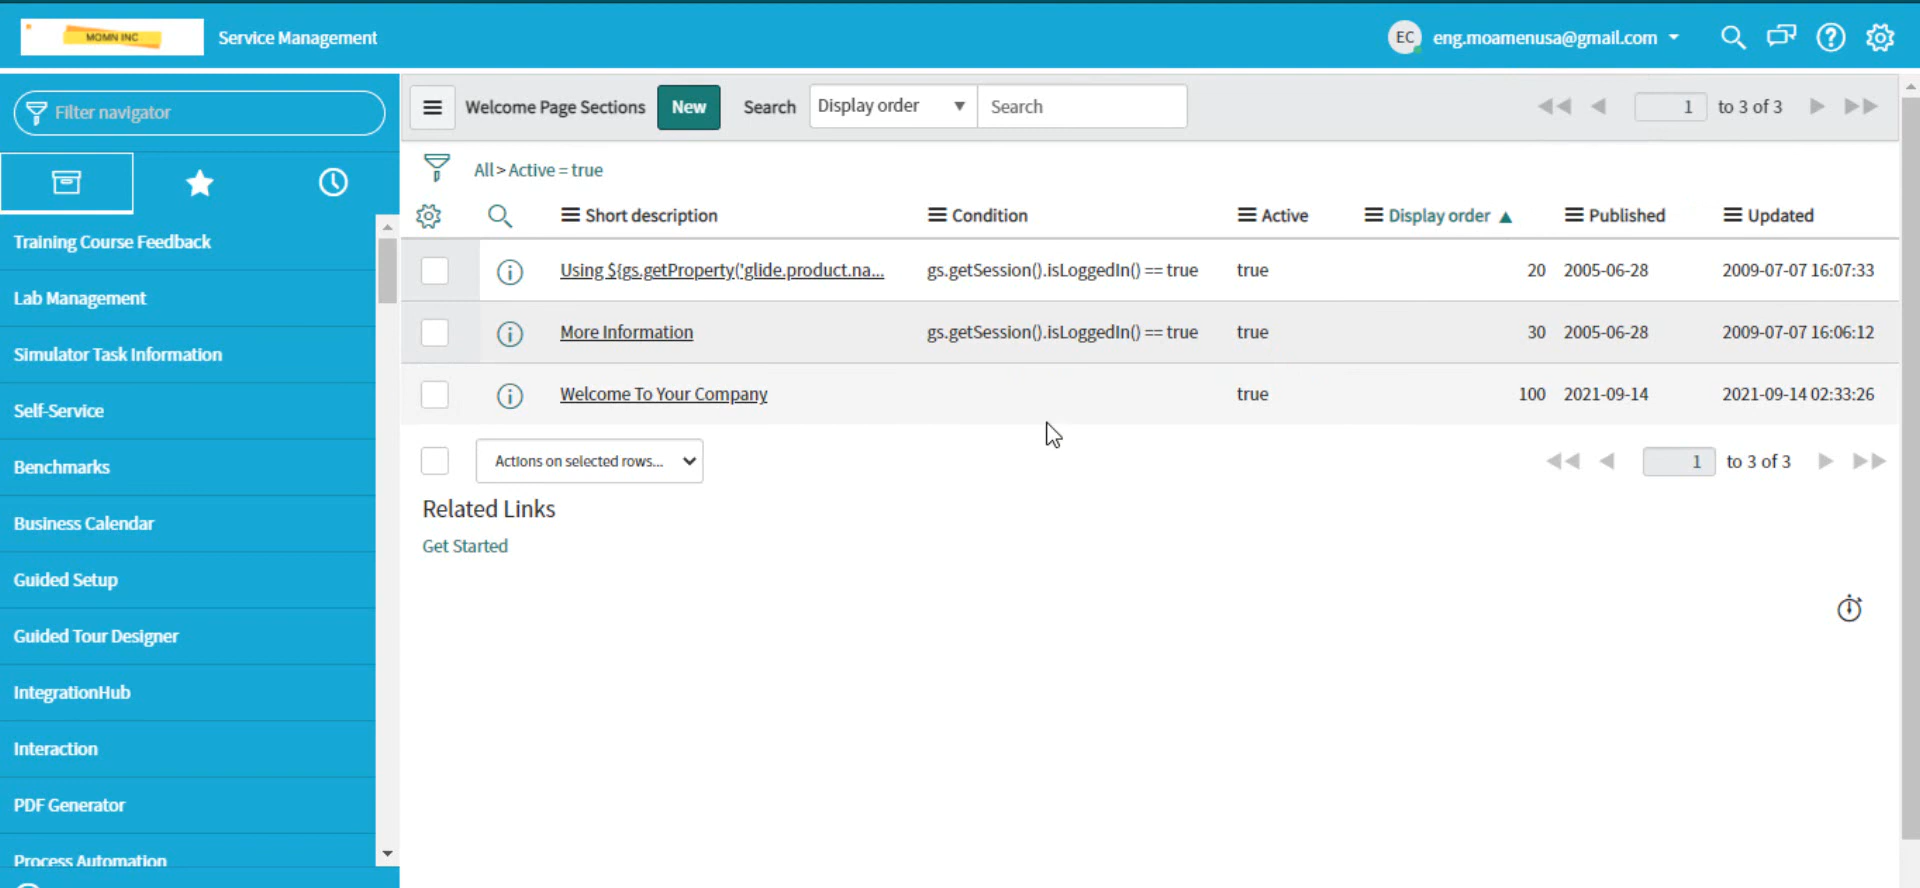 MOMN INC
Service Management
EC eng.moamenusa@gmail.com
Filter navigator
Training Course Feedback
Lab Management
Simulator Task Information
Self-Service
Benchmarks
Business Calendar
Guided Setup
Guided Tour Designer
IntegrationHub
Interaction
PDF Generator
Process Automation
Welcome Page Sections New Search Display order Search 1 to 3 of 3
All > Active = true
Short description Condition Active Display order Published Updated
Using ${gs.getProperty('glide.product.na... gs.getSession().isLoggedIn() == true true 20 2005-06-28 2009-07-07 16:07:33
More Information gs.getSession().isLoggedIn() == true true 30 2005-06-28 2009-07-07 16:06:12
Welcome To Your Company true 100 2021-09-14 2021-09-14 02:33:26
Actions on selected rows... 1 to 3 of 3
Related Links
Get Started